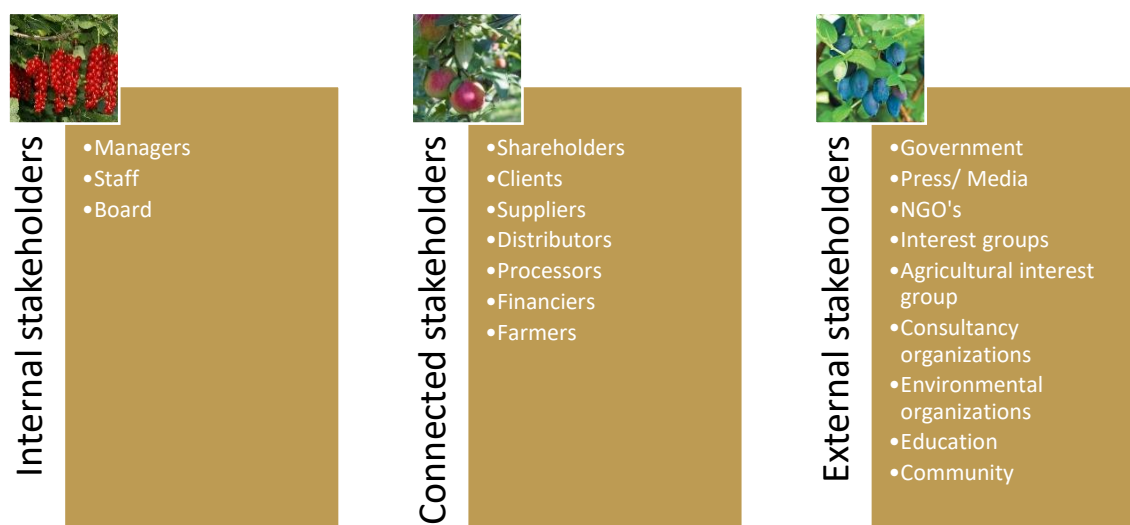 Internal stakeholders
•Managers
•Staff
•Board
Connected stakeholders
•Shareholders
•Clients
•Suppliers
•Distributors
•Processors
•Financiers
•Farmers
External stakeholders
•Government
•Press/ Media
•NGO's
•Interest groups
•Agricultural interest
group
•Consultancy
organizations
•Environmental
organizations
•Education
•Community